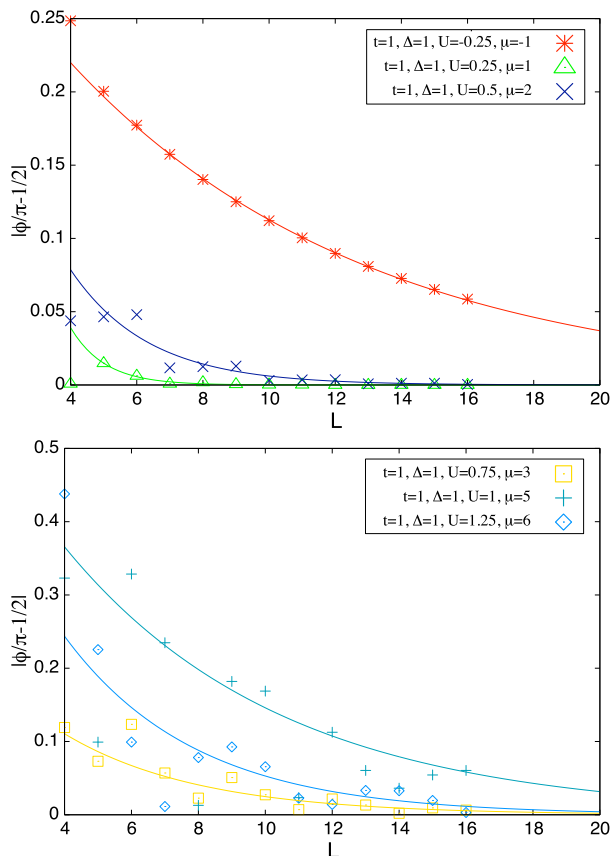 0.25
0.2
0.15
0.1
0.05
0
|ϕ/π-1/2|
t=1, Δ=1, U=-0.25, μ=-1
t=1, Δ=1, U=0.25, μ=1
t=1, Δ=1, U=0.5, μ=2
4 6 8 10 12 14 16 18 20
L
0.5
0.4
0.3
0.2
0.1
0
|ϕ/π-1/2|
t=1, Δ=1, U=0.75, μ=3
t=1, Δ=1, U=1, μ=5
t=1, Δ=1, U=1.25, μ=6
4 6 8 10 12 14 16 18 20
L